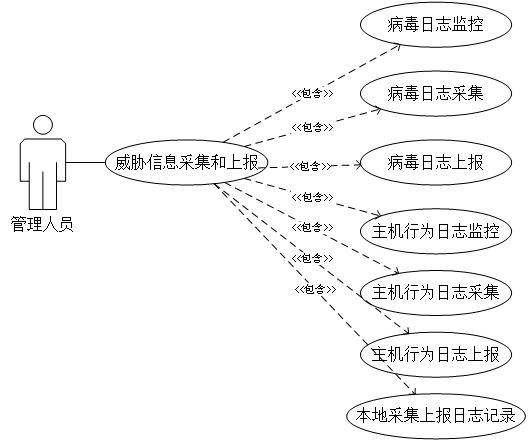 病毒日志监控
<<包含>>
病毒日志采集
<<包含>>
威胁信息采集和上报
<<包含>>
病毒日志上报
<<包含>>
管理人员
主机行为日志监控
<<包含>>
<<包含>>
主机行为日志采集
<<包含>>
主机行为日志上报
本地采集上报日志记录